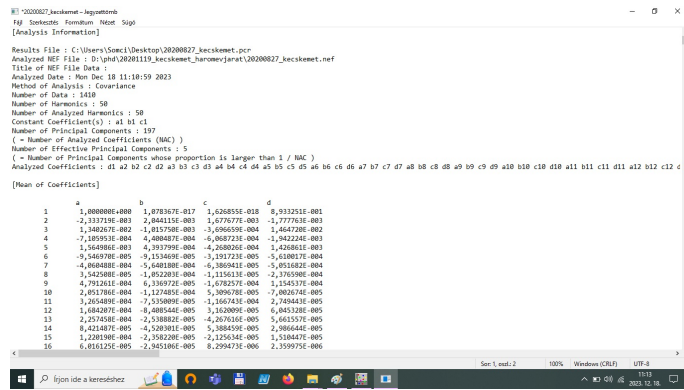 *20200827_kecskemet – Jegyzettömb
Fájl Szerkesztés Formátum Nézet Súgó
[Analysis Information]
Results File : C:\Users\Somci\Desktop\20200827_kecskemet.pcr
Analyzed NEF File : D:\phd\20201119_kecskemet_haromevjarat\20200827_kecskemet.nef
Title of NEF File Data :
Analyzed Date : Mon Dec 18 11:10:59 2023
Method of Analysis : Covariance
Number of Data : 1410
Number of Harmonics : 50
Number of Analyzed Harmonics : 50
Constant Coefficient(s) : a1 b1 c1
Number of Principal Components : 197
( = Number of Analyzed Coefficients (NAC) )
Number of Effective Principal Components : 5
( = Number of Principal Components whose proportion is larger than 1 / NAC )
Analyzed Coefficients : d1 a2 b2 c2 d2 a3 b3 c3 d3 a4 b4 c4 d4 a5 b5 c5 d5 a6 b6 c6 d6 a7 b7 c7 d7 a8 b8 c8 d8 a9 b9 c9 d9 a10 b10 c10 d10 a11 b11 c11 d11 a12 b12 c12 d
[Mean of Coefficients]
a b c d
1 1,000000E+000 1,078367E-017 1,626855E-018 8,933251E-001
2 -2,333719E-003 2,044115E-003 1,677677E-003 -1,777763E-003
3 1,340267E-002 -1,015750E-003 -3,696659E-004 1,464720E-002
4 -7,105953E-004 4,400487E-004 -6,068723E-004 -1,942224E-003
5 1,564986E-003 4,393799E-004 -4,268026E-004 1,426861E-003
6 -9,546970E-005 -9,153469E-005 -3,191723E-005 -5,610017E-004
7 -4,060488E-004 -5,640180E-004 -6,386941E-005 -5,051682E-004
8 3,542508E-005 -1,052203E-004 -1,115613E-005 -2,376590E-004
9 4,791261E-004 6,336972E-005 -1,678257E-004 1,154537E-004
10 2,051786E-004 -1,127485E-004 5,309678E-005 -7,002674E-005
11 3,265489E-004 -7,535009E-005 -1,166743E-004 2,749443E-005
12 1,684207E-004 -8,408544E-005 3,162009E-005 6,045328E-005
13 2,257458E-004 -2,538882E-005 -4,267616E-005 5,661557E-005
14 8,421487E-005 -4,520301E-005 5,388459E-005 2,986644E-005
15 1,220190E-004 -2,358220E-005 -2,125634E-005 1,510447E-005
16 6,016125E-005 -2,945106E-005 8,299473E-006 2,359975E-006
Sor: 1, oszl.: 2 100% Windows (CRLF) UTF-8
Írjon ide a kereséshez
11:13
2023. 12. 18.